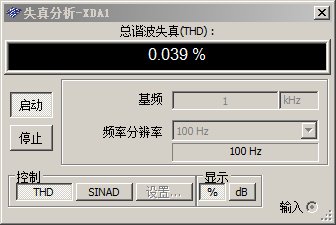 失真分析-XDA1
总谐波失真(THD)：
0.039 %
启动
停止
基频 1 kHz
频率分辨率 100 Hz
100 Hz
控制 显示
THD SINAD 设置... % dB
输入